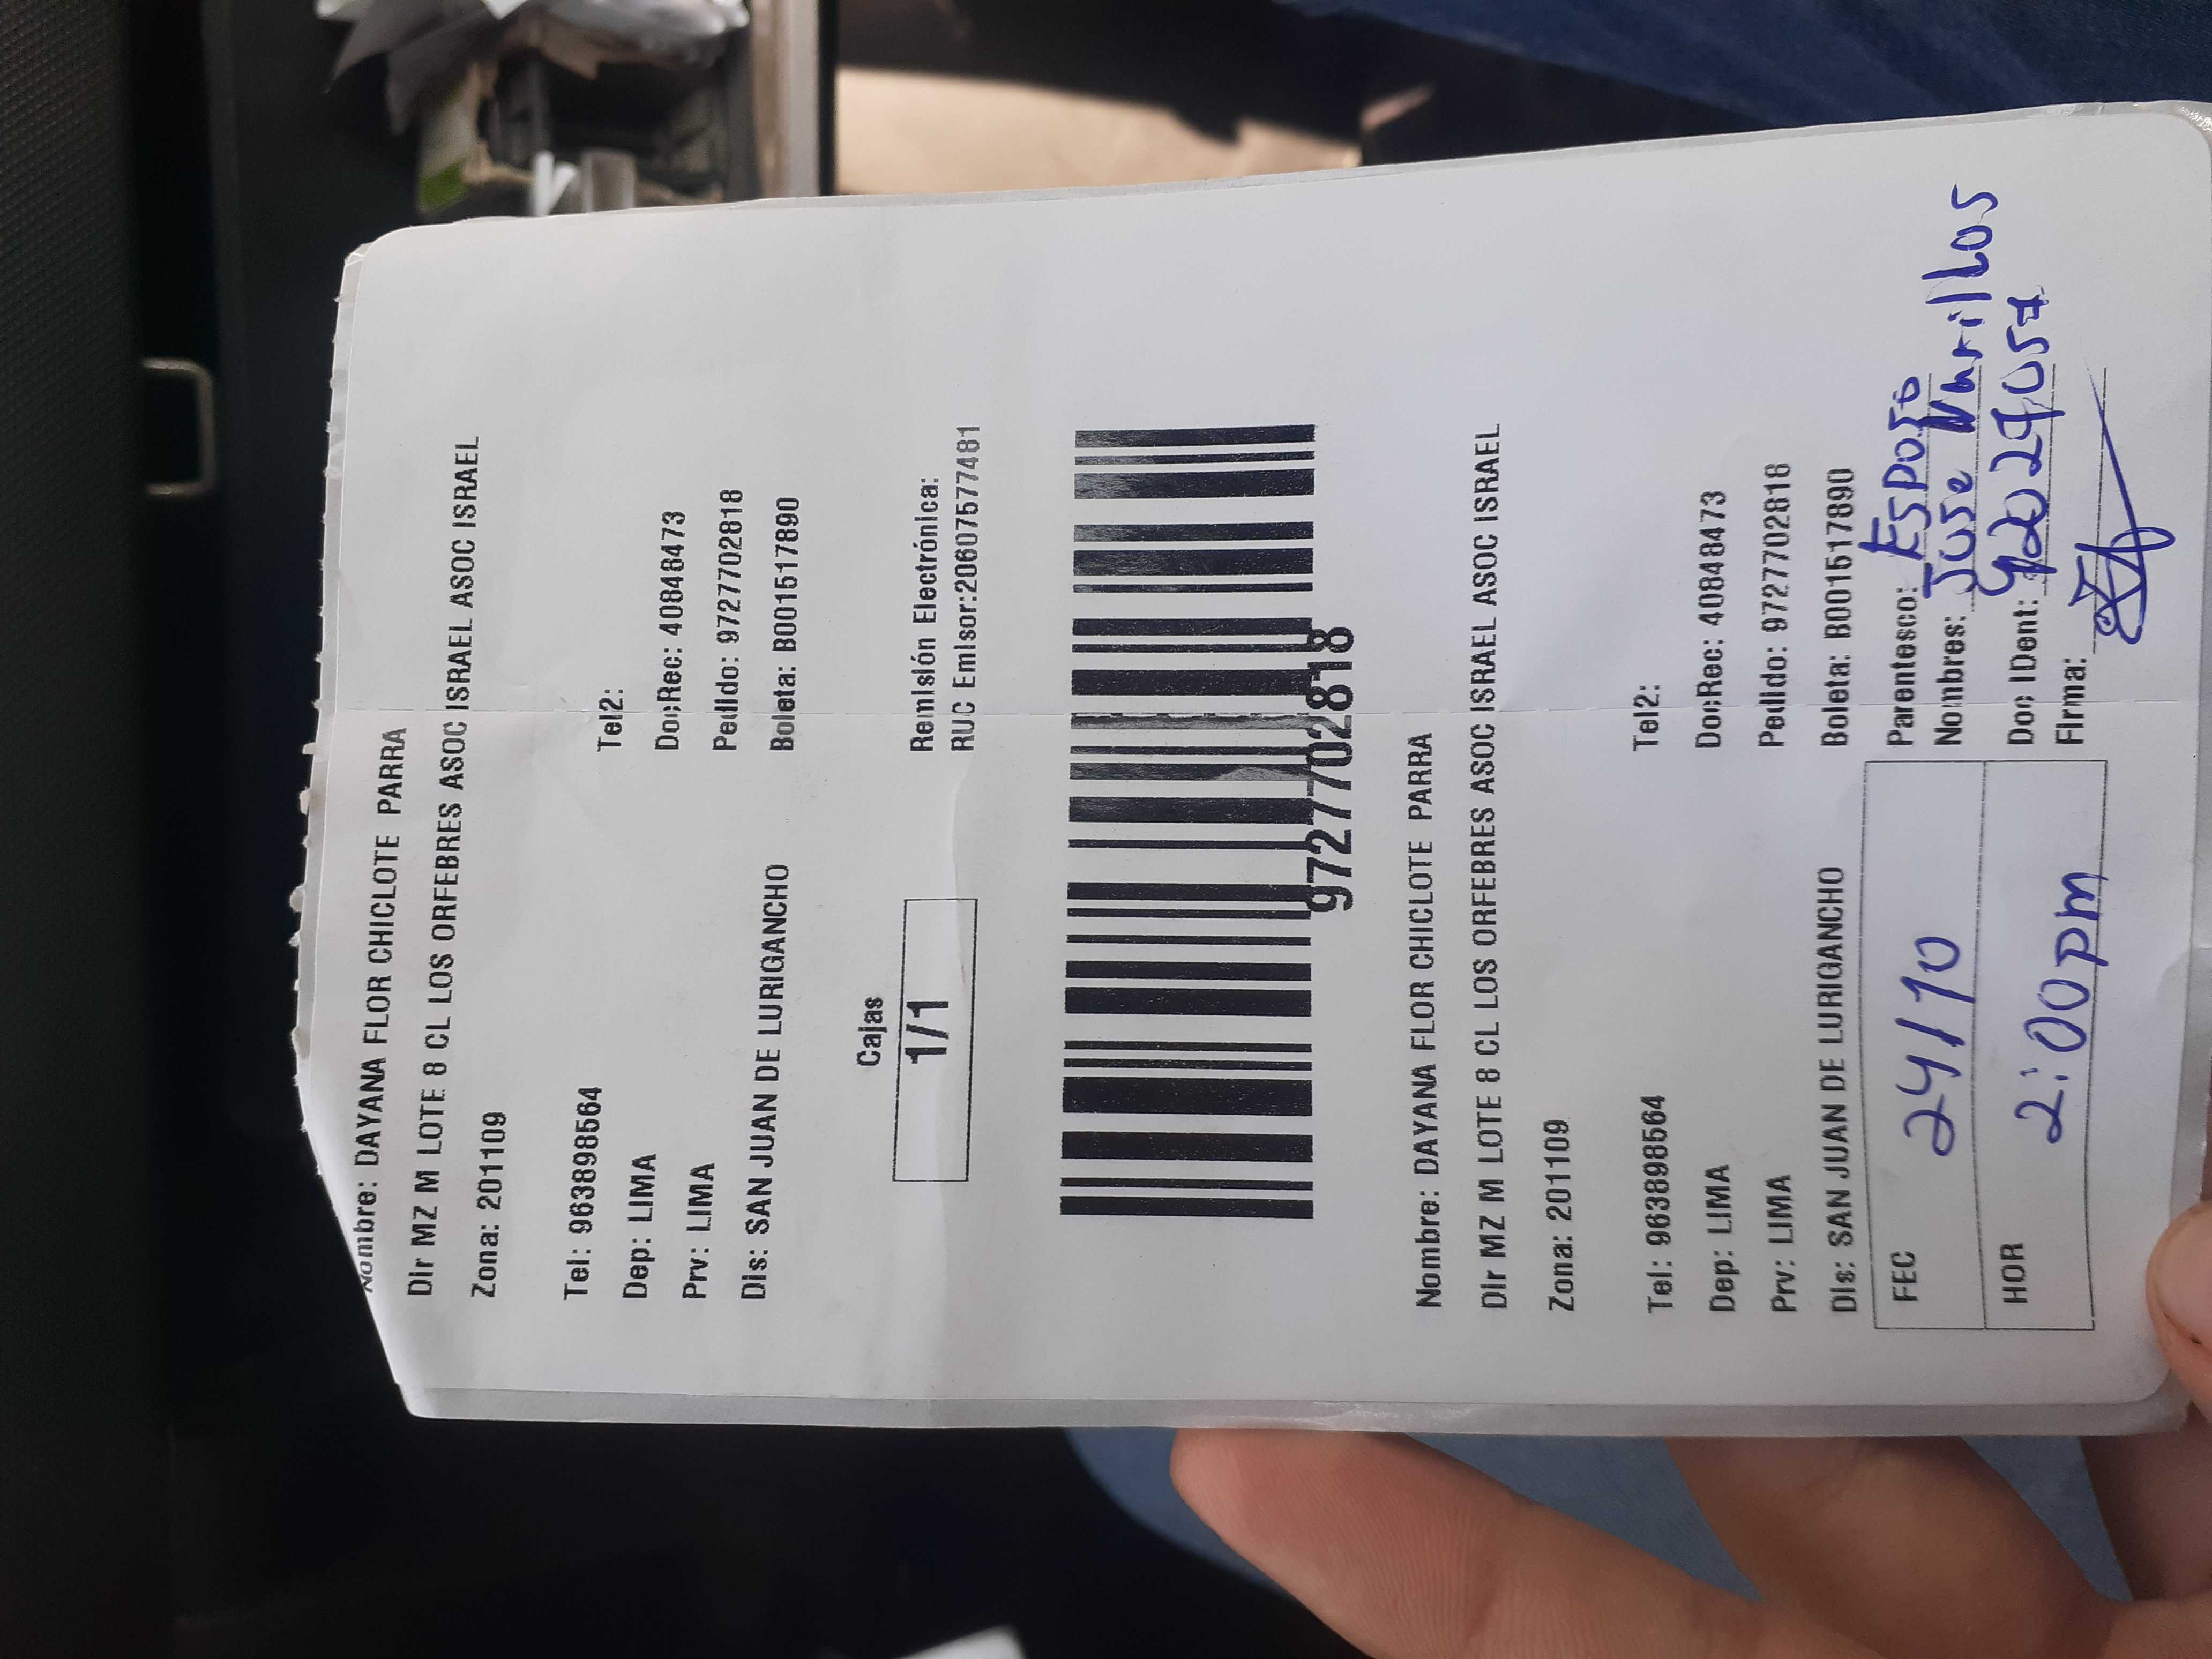 Nombre: DAYANA FLOR CHICLOTE PARRA
Dir MZ M LOTE 8 CL LOS ORFEBRES ASOC ISRAEL ASOC ISRAEL
Zona: 201109
Tel: 963898564 Tel2:
Dep: LIMA DocRec: 40848473
Prv: LIMA Pedido: 9727702818
Dis: SAN JUAN DE LURIGANCHO Boleta: B001517890
Cajas
1/1
Remisión Electrónica:
RUC Emisor:20607577481
9727702818
Nombre: DAYANA FLOR CHICLOTE PARRA
Dir MZ M LOTE 8 CL LOS ORFEBRES ASOC ISRAEL ASOC ISRAEL
Zona: 201109
Tel: 963898564 Tel2:
Dep: LIMA DocRec: 40848473
Prv: LIMA Pedido: 9727702818
Dis: SAN JUAN DE LURIGANCHO Boleta: B001517890
FEC 24/10 Parentesco: Esposo
Nombres: Jose
HOR 2:00pm Doc IDent:
Firma: